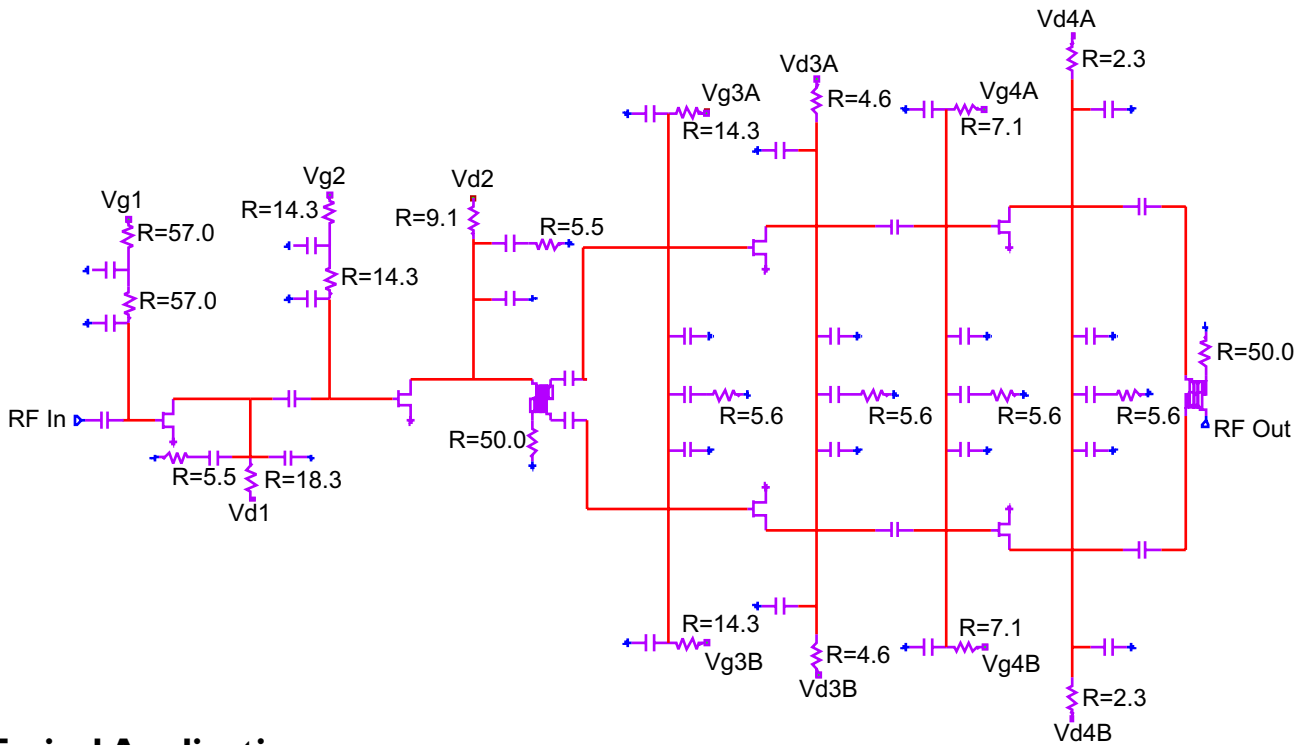 Vd4A
R=2.3
Vd3A
R=4.6
Vg3A
R=14.3
Vg4A
R=7.1
Vg2
R=14.3
R=14.3
Vd2
R=9.1
R=5.5
Vg1
R=57.0
R=57.0
R=50.0
R=5.6
R=5.6
R=5.6
R=5.6
RF In
R=50.0
RF Out
R=5.5
R=18.3
Vd1
R=14.3
Vg3B
R=4.6
Vd3B
R=7.1
Vg4B
R=2.3
Vd4B